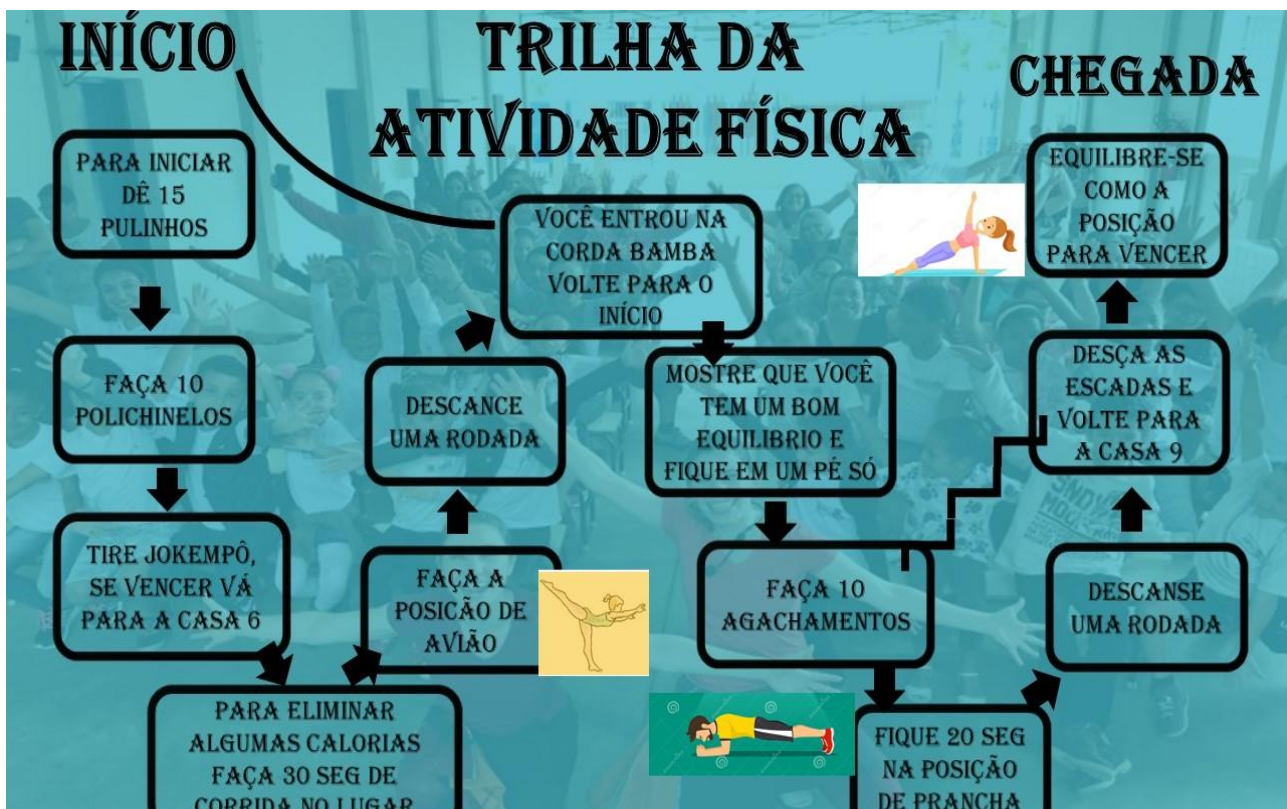 INÍCIO
TRILHA DA
ATIVIDADE FÍSICA
CHEGADA
PARA INICIAR
DÊ 15
PULINHOS
FAÇA 10
POLICHINELOS
TIRE JOKEMPÔ,
SE VENCER VÁ
PARA A CASA 6
PARA ELIMINAR
ALGUMAS CALORIAS
FAÇA 30 SEG DE
CORRIDA NO LUGAR
FAÇA A
POSICÃO DE
AVIÃO
DESCANCE
UMA RODADA
VOCÊ ENTROU NA
CORDA BAMBA
VOLTE PARA O
INÍCIO
MOSTRE QUE VOCÊ
TEM UM BOM
EQUILIBRIO E
FIQUE EM UM PÉ SÓ
FAÇA 10
AGACHAMENTOS
FIQUE 20 SEG
NA POSIÇÃO
DE PRANCHA
DESCANSE
UMA RODADA
DESÇA AS
ESCADAS E
VOLTE PARA
A CASA 9
EQUILIBRE-SE
COMO A
POSIÇÃO
PARA VENCER